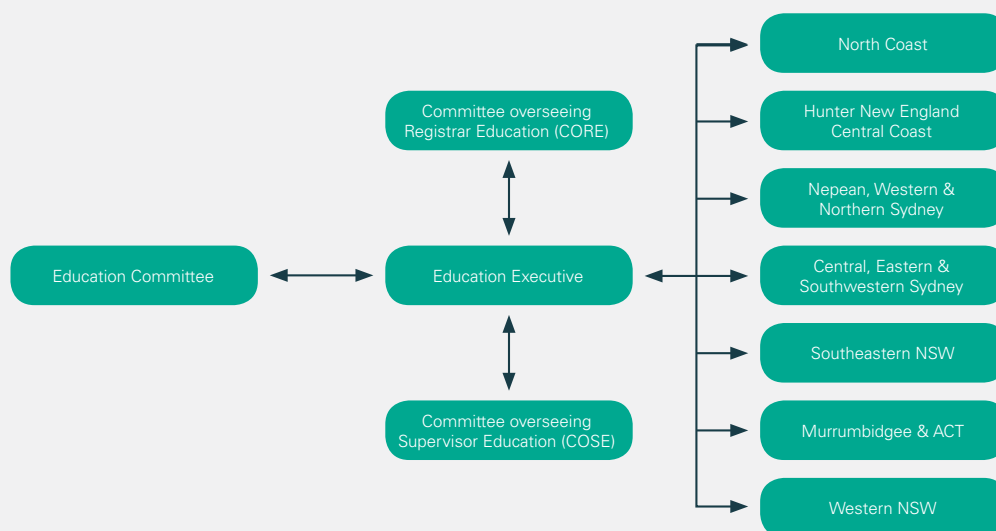 Education Committee
Committee overseeing
Registrar Education (CORE)
Education Executive
Committee overseeing
Supervisor Education (COSE)
North Coast
Hunter New England
Central Coast
Nepean, Western &
Northern Sydney
Central, Eastern &
Southwestern Sydney
Southeastern NSW
Murrumbidgee & ACT
Western NSW